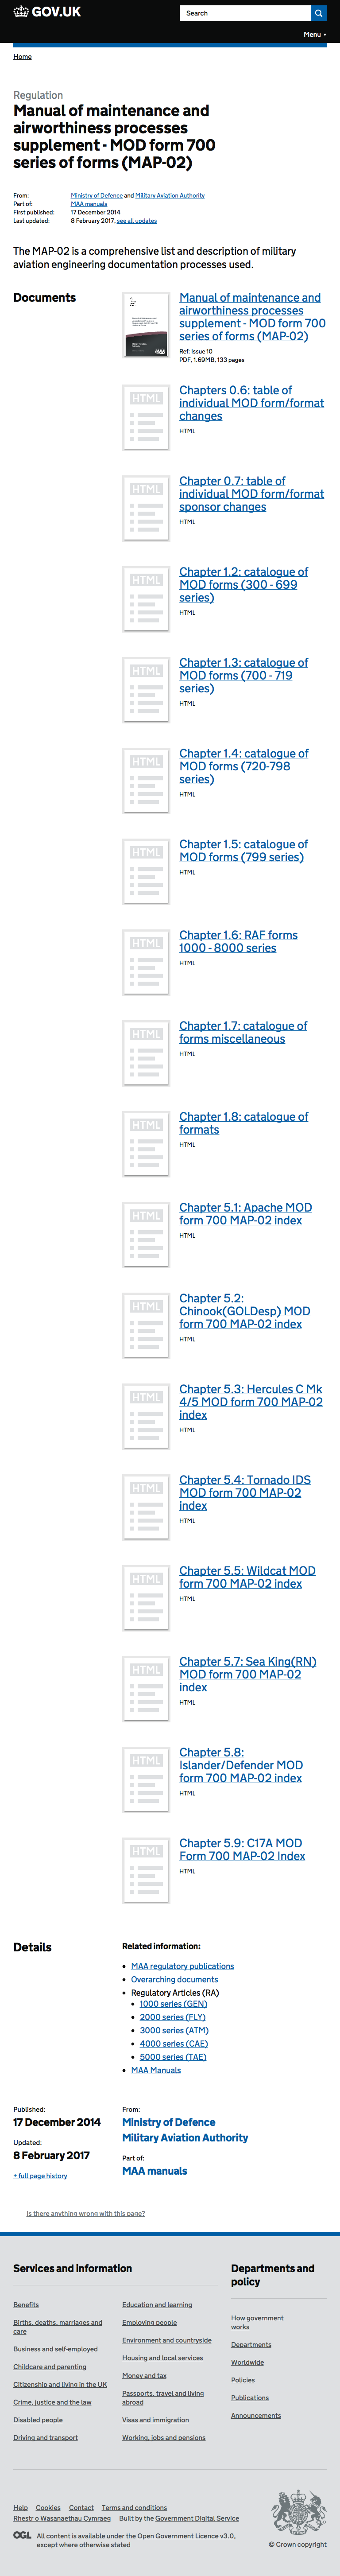 GOV.UK
Search
Menu ▾
Home
Regulation
Manual of maintenance and
airworthiness processes
supplement - MOD form 700
series of forms (MAP-02)
From: Ministry of Defence and Military Aviation Authority
Part of: MAA manuals
First published: 17 December 2014
Last updated: 8 February 2017, see all updates
The MAP-02 is a comprehensive list and description of military
aviation engineering documentation processes used.
Documents
Manual of maintenance and
airworthiness processes
supplement - MOD form 700
series of forms (MAP-02)
Ref: Issue 10
PDF, 1.69MB, 133 pages
HTML
Chapters 0.6: table of
individual MOD form/format
changes
HTML
HTML
Chapter 0.7: table of
individual MOD form/format
sponsor changes
HTML
HTML
Chapter 1.2: catalogue of
MOD forms (300 - 699
series)
HTML
HTML
Chapter 1.3: catalogue of
MOD forms (700 - 719
series)
HTML
HTML
Chapter 1.4: catalogue of
MOD forms (720-798
series)
HTML
HTML
Chapter 1.5: catalogue of
MOD forms (799 series)
HTML
HTML
Chapter 1.6: RAF forms
1000 - 8000 series
HTML
HTML
Chapter 1.7: catalogue of
forms miscellaneous
HTML
HTML
Chapter 1.8: catalogue of
formats
HTML
HTML
Chapter 5.1: Apache MOD
form 700 MAP-02 index
HTML
HTML
Chapter 5.2:
Chinook(GOLDesp) MOD
form 700 MAP-02 index
HTML
HTML
Chapter 5.3: Hercules C Mk
4/5 MOD form 700 MAP-02
index
HTML
HTML
Chapter 5.4: Tornado IDS
MOD form 700 MAP-02
index
HTML
HTML
Chapter 5.5: Wildcat MOD
form 700 MAP-02 index
HTML
HTML
Chapter 5.7: Sea King(RN)
MOD form 700 MAP-02
index
HTML
HTML
Chapter 5.8:
Islander/Defender MOD
form 700 MAP-02 index
HTML
HTML
Chapter 5.9: C17A MOD
Form 700 MAP-02 Index
HTML
Details
Related information:
• MAA regulatory publications
• Overarching documents
• Regulatory Articles (RA)
• 1000 series (GEN)
• 2000 series (FLY)
• 3000 series (ATM)
• 4000 series (CAE)
• 5000 series (TAE)
• MAA Manuals
Published:
17 December 2014
Updated:
8 February 2017
+ full page history
From:
Ministry of Defence
Military Aviation Authority
Part of:
MAA manuals
Is there anything wrong with this page?
Services and information
Benefits
Births, deaths, marriages and
care
Business and self-employed
Childcare and parenting
Citizenship and living in the UK
Crime, justice and the law
Disabled people
Driving and transport
Education and learning
Employing people
Environment and countryside
Housing and local services
Money and tax
Passports, travel and living
abroad
Visas and immigration
Working, jobs and pensions
Departments and
policy
How government
works
Departments
Worldwide
Policies
Publications
Announcements
Help Cookies Contact Terms and conditions
Rhestr o Wasanaethau Cymraeg Built by the Government Digital Service
OGL All content is available under the Open Government Licence v3.0,
except where otherwise stated
© Crown copyright